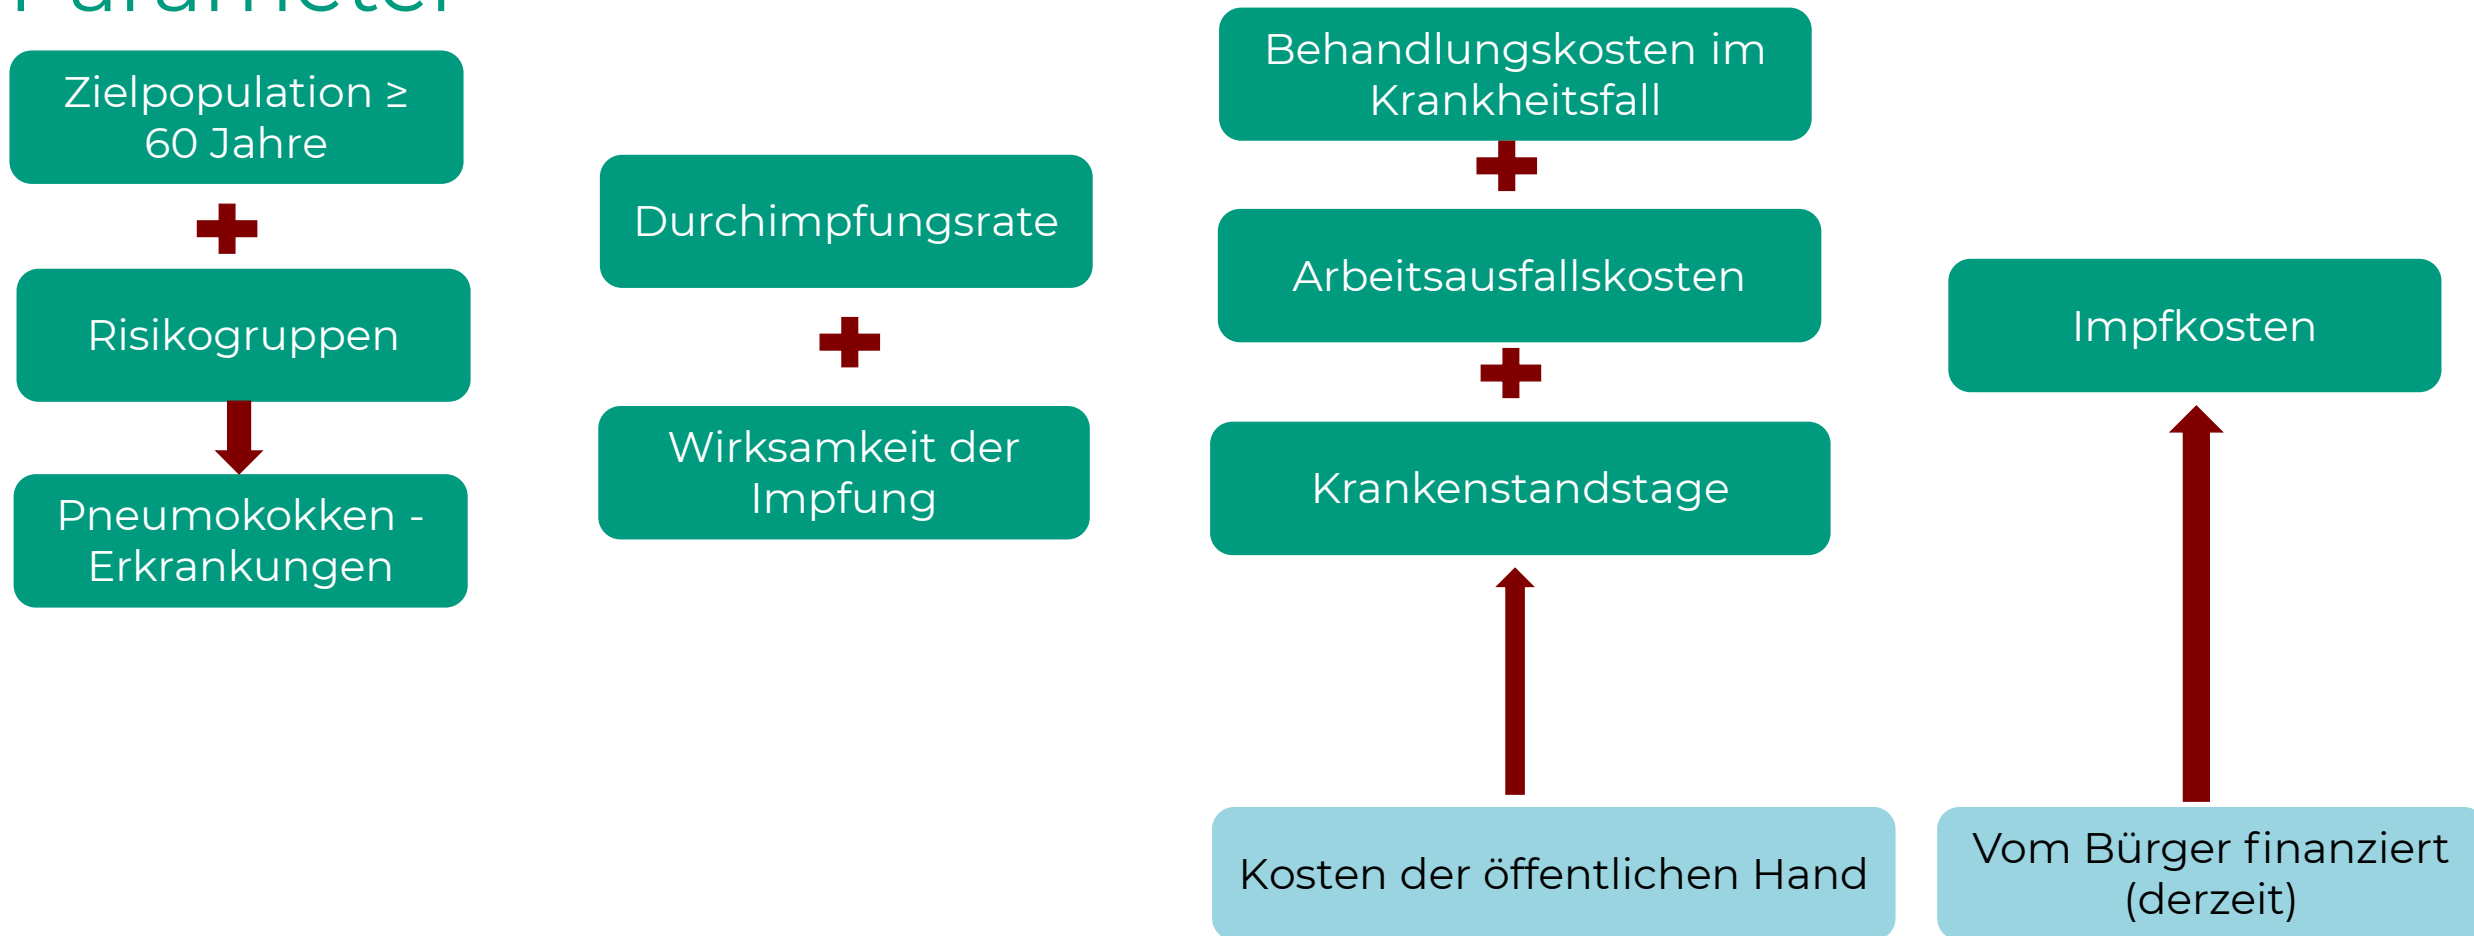 Parameter
Zielpopulation ≥
60 Jahre
Risikogruppen
Pneumokokken -
Erkrankungen
Durchimpfungsrate
Wirksamkeit der
Impfung
Behandlungskosten im
Krankheitsfall
Arbeitsausfallskosten
Krankenstandstage
Kosten der öffentlichen Hand
Impfkosten
Vom Bürger finanziert
(derzeit)